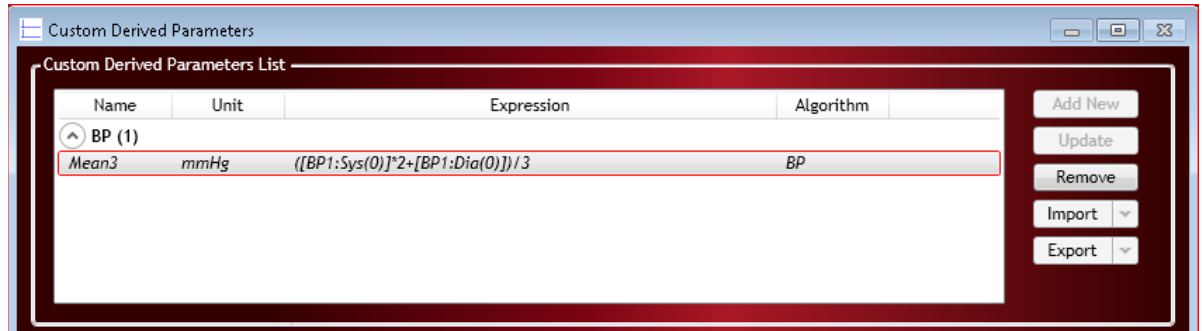 Custom Derived Parameters
Custom Derived Parameters List
Name Unit Expression Algorithm
BP (1)
Mean3 mmHg ([BP1:Sys(0)]*2+[BP1:Dia(0)])/3 BP
Add New
Update
Remove
Import
Export